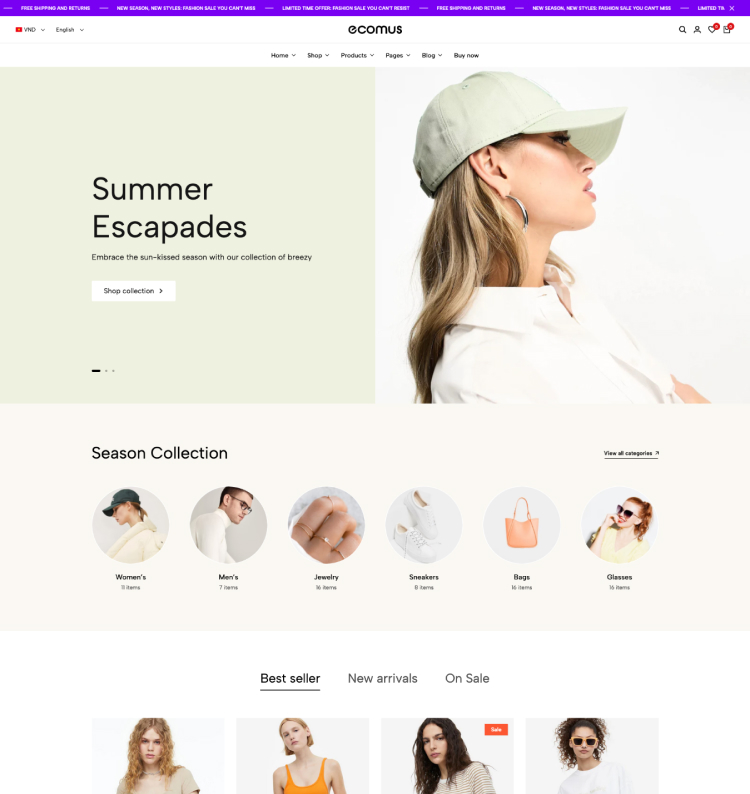 FREE SHIPPING AND RETURNS — NEW SEASON, NEW STYLES: FASHION SALE YOU CAN'T MISS — LIMITED TIME OFFER: FASHION SALE YOU CAN'T RESIST — FREE SHIPPING AND RETURNS — NEW SEASON, NEW STYLES: FASHION SALE YOU CAN'T MISS — LIMITED
VND English ecomus 0 0
Home Shop Products Pages Blog Buy now
Summer
Escapades
Embrace the sun-kissed season with our collection of breezy
Shop collection
Season Collection View all categories
Women's Men's Jewelry Sneakers Bags Glasses
11 items 7 items 16 items 8 items 16 items 16 items
Best seller New arrivals On Sale
Sale